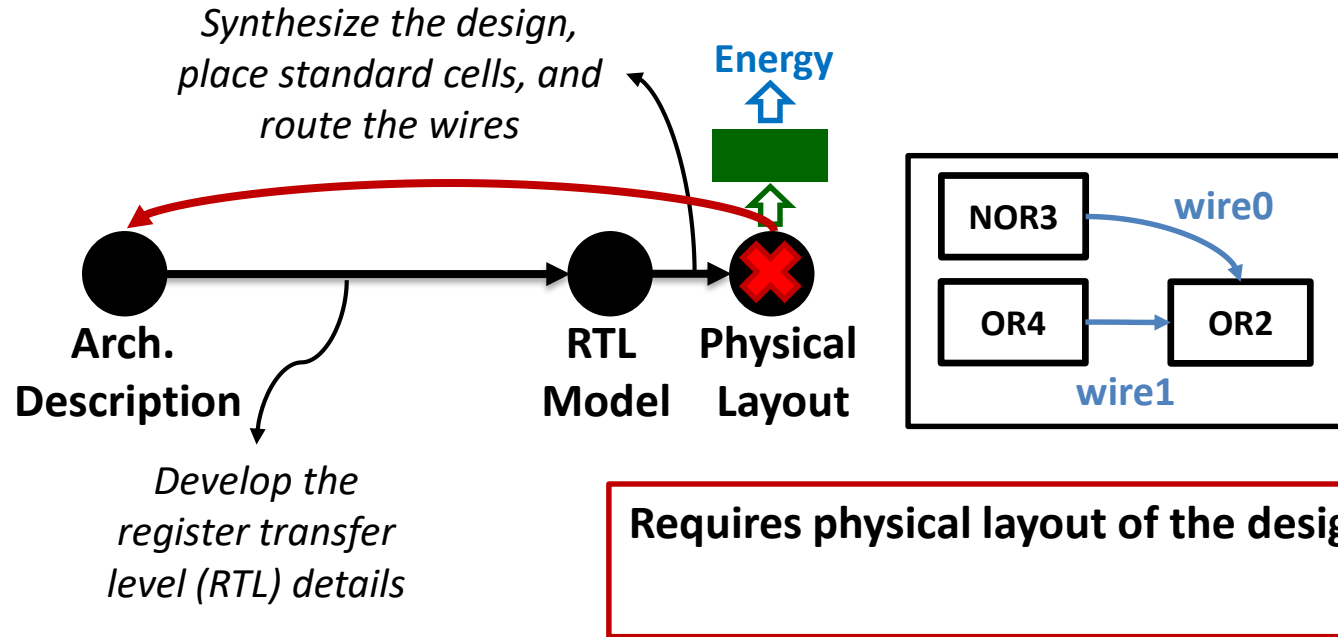 Synthesize the design,
place standard cells, and
route the wires
Energy
NOR3
wire0
OR4
OR2
wire1
Arch.
Description
RTL
Model
Physical
Layout
Develop the
register transfer
level (RTL) details
Requires physical layout of the desig